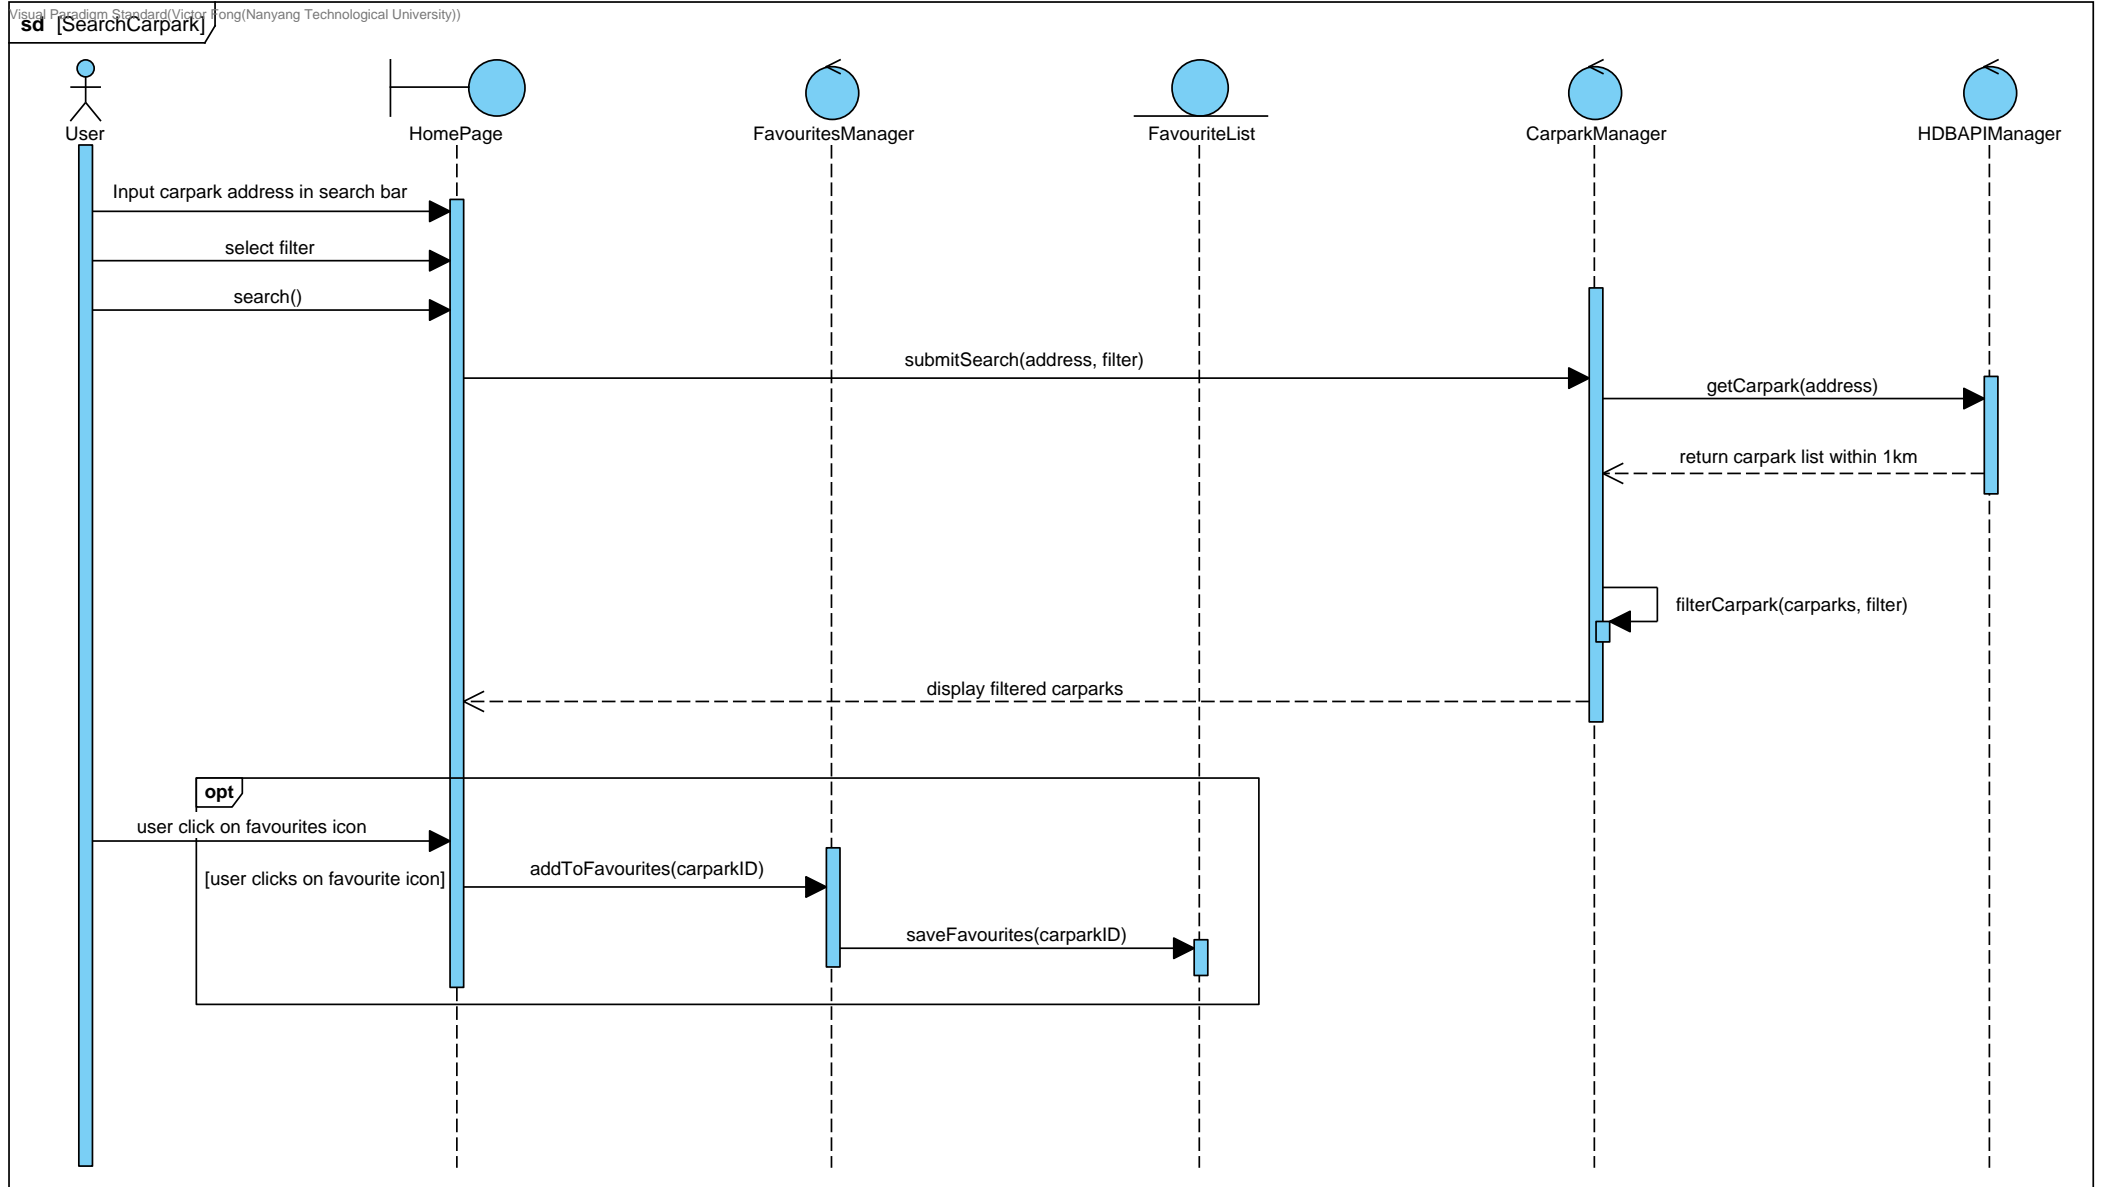 Visual Paradigm Standard(Victor Fong(Nanyang Technological University))
sd [SearchCarpark]
User
HomePage
FavouritesManager
FavouriteList
CarparkManager
HDBAPIManager
Input carpark address in search bar
select filter
search()
submitSearch(address, filter)
getCarpark(address)
return carpark list within 1km
filterCarpark(carparks, filter)
display filtered carparks
opt
user click on favourites icon
[user clicks on favourite icon]
addToFavourites(carparkID)
saveFavourites(carparkID)